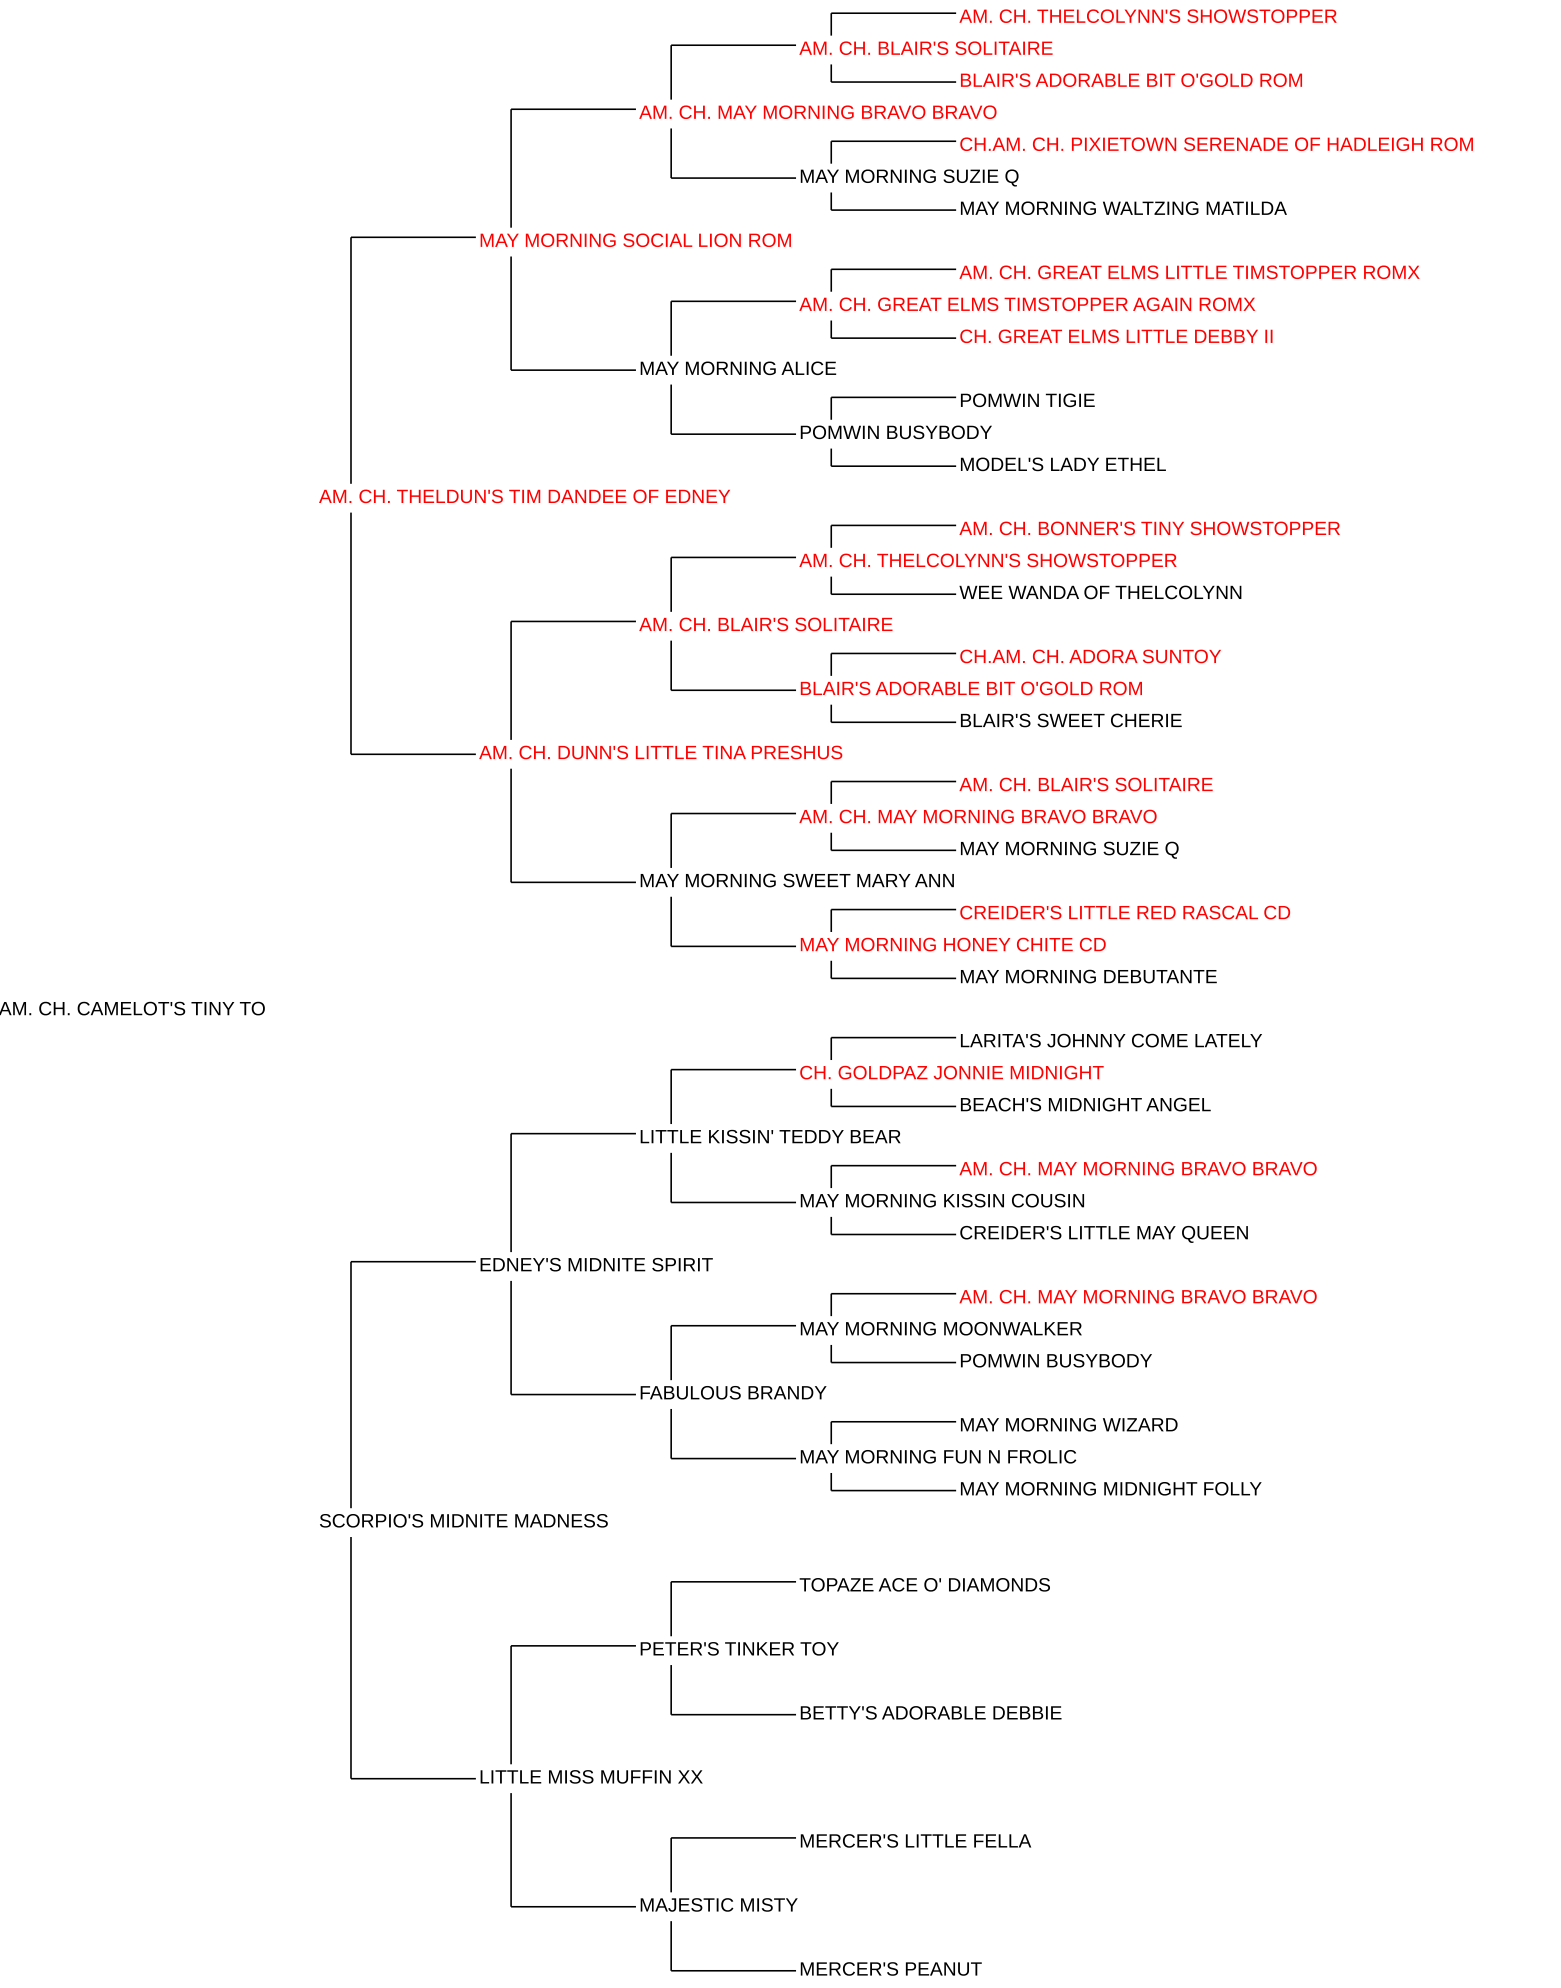 AM. CH. THELCOLYNN'S SHOWSTOPPER
AM. CH. BLAIR'S SOLITAIRE
BLAIR'S ADORABLE BIT O'GOLD ROM
AM. CH. MAY MORNING BRAVO BRAVO
CH.AM. CH. PIXIETOWN SERENADE OF HADLEIGH ROM
MAY MORNING SUZIE Q
MAY MORNING WALTZING MATILDA
MAY MORNING SOCIAL LION ROM
AM. CH. GREAT ELMS LITTLE TIMSTOPPER ROMX
AM. CH. GREAT ELMS TIMSTOPPER AGAIN ROMX
CH. GREAT ELMS LITTLE DEBBY II
MAY MORNING ALICE
POMWIN TIGIE
POMWIN BUSYBODY
MODEL'S LADY ETHEL
AM. CH. THELDUN'S TIM DANDEE OF EDNEY
AM. CH. BONNER'S TINY SHOWSTOPPER
AM. CH. THELCOLYNN'S SHOWSTOPPER
WEE WANDA OF THELCOLYNN
AM. CH. BLAIR'S SOLITAIRE
CH.AM. CH. ADORA SUNTOY
BLAIR'S ADORABLE BIT O'GOLD ROM
BLAIR'S SWEET CHERIE
AM. CH. DUNN'S LITTLE TINA PRESHUS
AM. CH. BLAIR'S SOLITAIRE
AM. CH. MAY MORNING BRAVO BRAVO
MAY MORNING SUZIE Q
MAY MORNING SWEET MARY ANN
CREIDER'S LITTLE RED RASCAL CD
MAY MORNING HONEY CHITE CD
MAY MORNING DEBUTANTE
AM. CH. CAMELOT'S TINY TO
LARITA'S JOHNNY COME LATELY
CH. GOLDPAZ JONNIE MIDNIGHT
BEACH'S MIDNIGHT ANGEL
LITTLE KISSIN' TEDDY BEAR
AM. CH. MAY MORNING BRAVO BRAVO
MAY MORNING KISSIN COUSIN
CREIDER'S LITTLE MAY QUEEN
EDNEY'S MIDNITE SPIRIT
AM. CH. MAY MORNING BRAVO BRAVO
MAY MORNING MOONWALKER
POMWIN BUSYBODY
FABULOUS BRANDY
MAY MORNING WIZARD
MAY MORNING FUN N FROLIC
MAY MORNING MIDNIGHT FOLLY
SCORPIO'S MIDNITE MADNESS
TOPAZE ACE O' DIAMONDS
PETER'S TINKER TOY
BETTY'S ADORABLE DEBBIE
LITTLE MISS MUFFIN XX
MERCER'S LITTLE FELLA
MAJESTIC MISTY
MERCER'S PEANUT